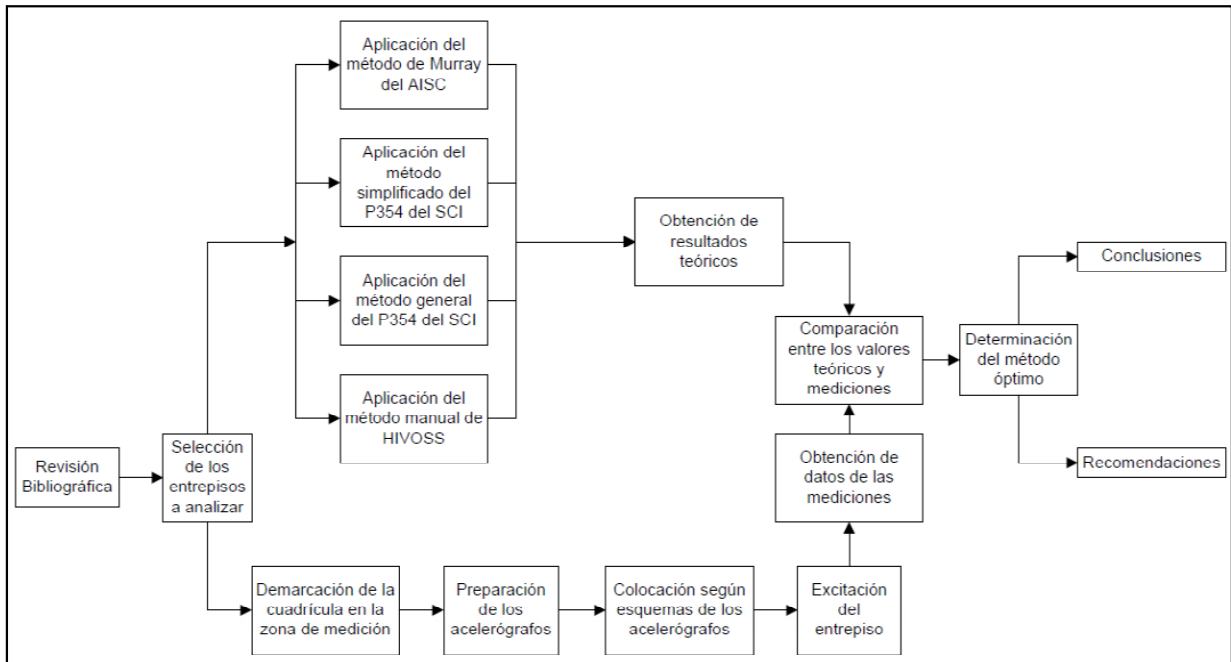 Revisión
Bibliográfica
Selección
de los
entrepisos
a analizar
Aplicación del
método de Murray
del AISC
Aplicación del
método
simplificado del
P354 del SCI
Aplicación del
método general
del P354 del SCI
Aplicación del
método manual de
HIVOSS
Obtención de
resultados
teóricos
Demarcación de la
cuadrícula en la
zona de medición
Preparación
de los
acelerógrafos
Colocación según
esquemas de los
acelerógrafos
Excitación
del
entrepiso
Obtención de
datos de las
mediciones
Comparación
entre los valores
teóricos y
mediciones
Determinación
del método
óptimo
Conclusiones
Recomendaciones